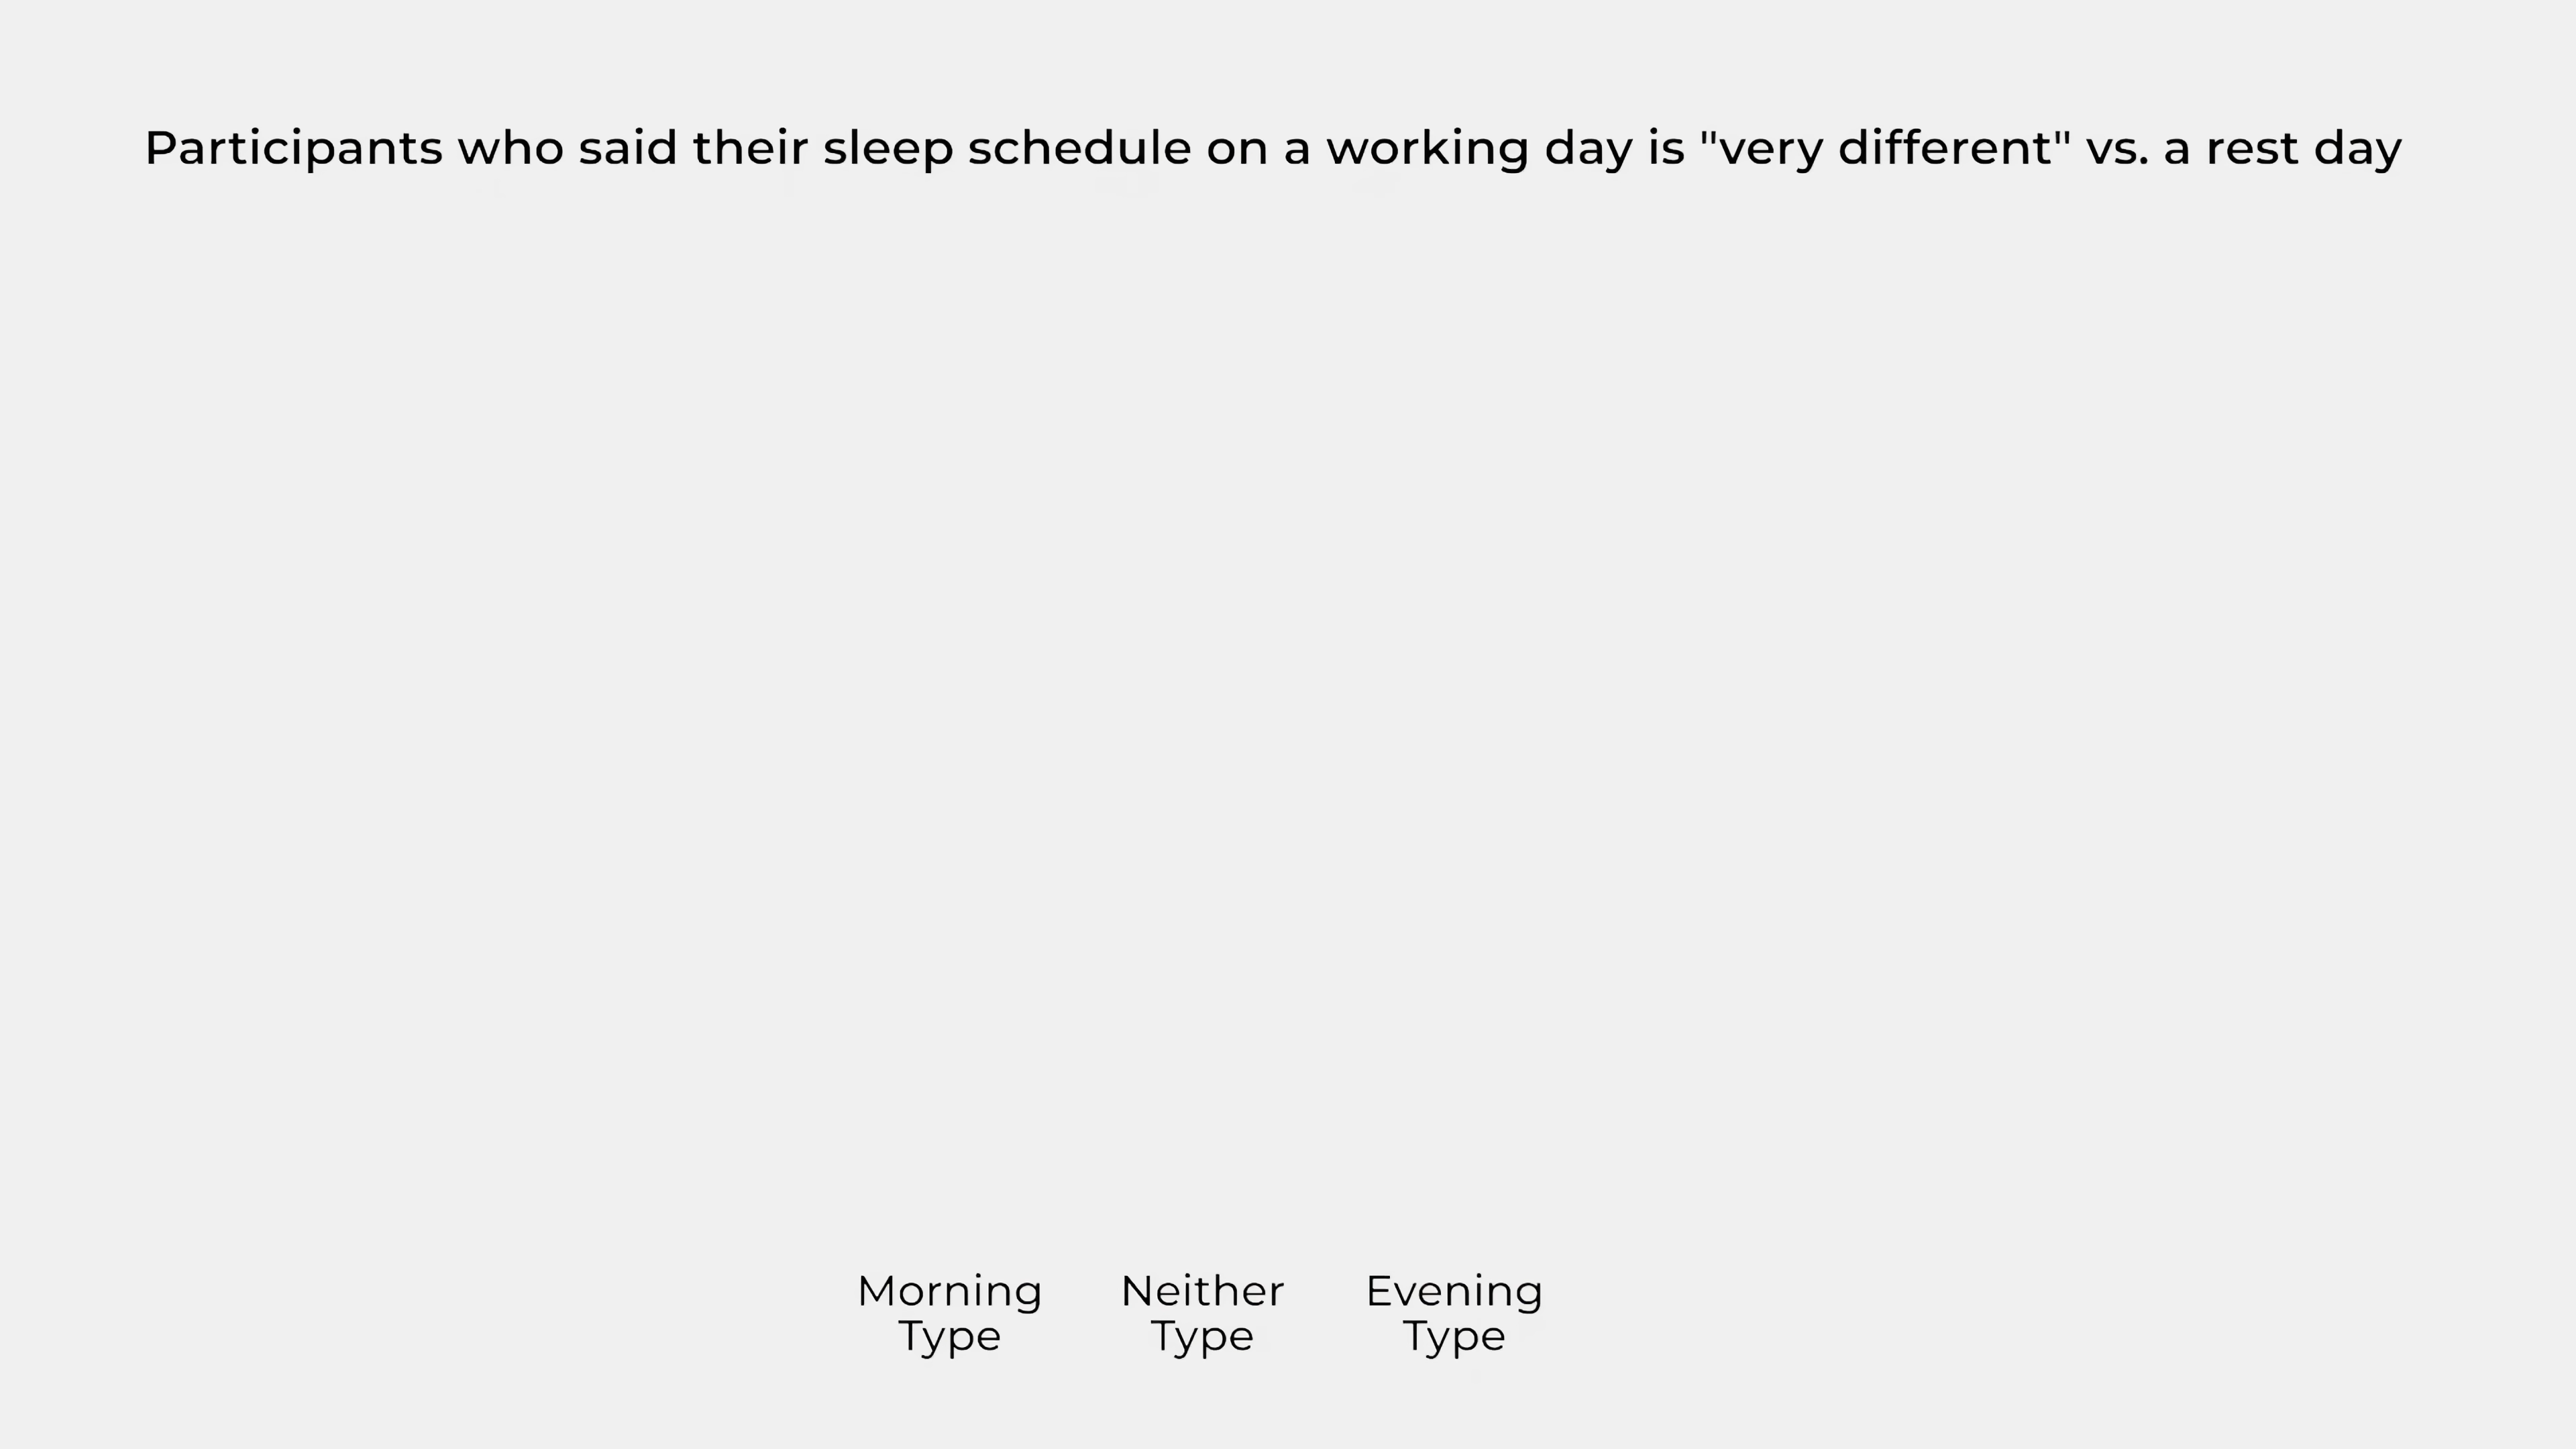 Participants who said their sleep schedule on a working day is "very different" vs. a rest day
Morning Type
Neither Type
Evening Type